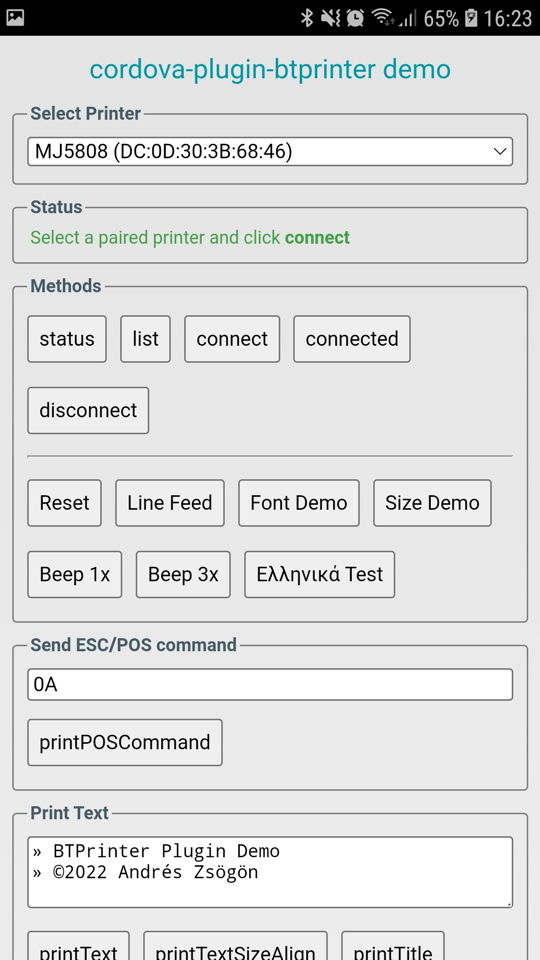 65% 16:23
cordova-plugin-btprinter demo
Select Printer
MJ5808 (DC:0D:30:3B:68:46)
Status
Select a paired printer and click connect
Methods
status list connect connected
disconnect
Reset Line Feed Font Demo Size Demo
Beep 1x Beep 3x Ελληνικά Test
Send ESC/POS command
0A
printPOSCommand
Print Text
» BTPrinter Plugin Demo
» ©2022 Andrés Zsögön
printText printTextSizeAlign printTitle